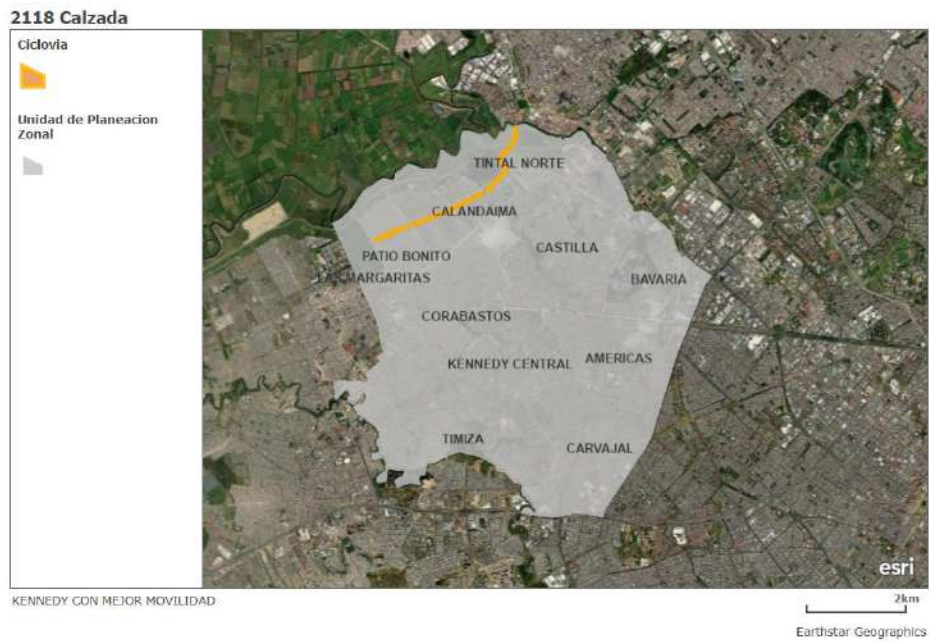 2118 Calzada
Ciclovia
Unidad de Planeacion
Zonal
TINTAL NORTE
CALANDAIMA
CASTILLA
PATIO BONITO
LAS MARGARITAS
BAVARIA
CORABASTOS
KENNEDY CENTRAL
AMERICAS
TIMIZA
CARVAJAL
esri
KENNEDY CON MEJOR MOVILIDAD
2km
Earthstar Geographics